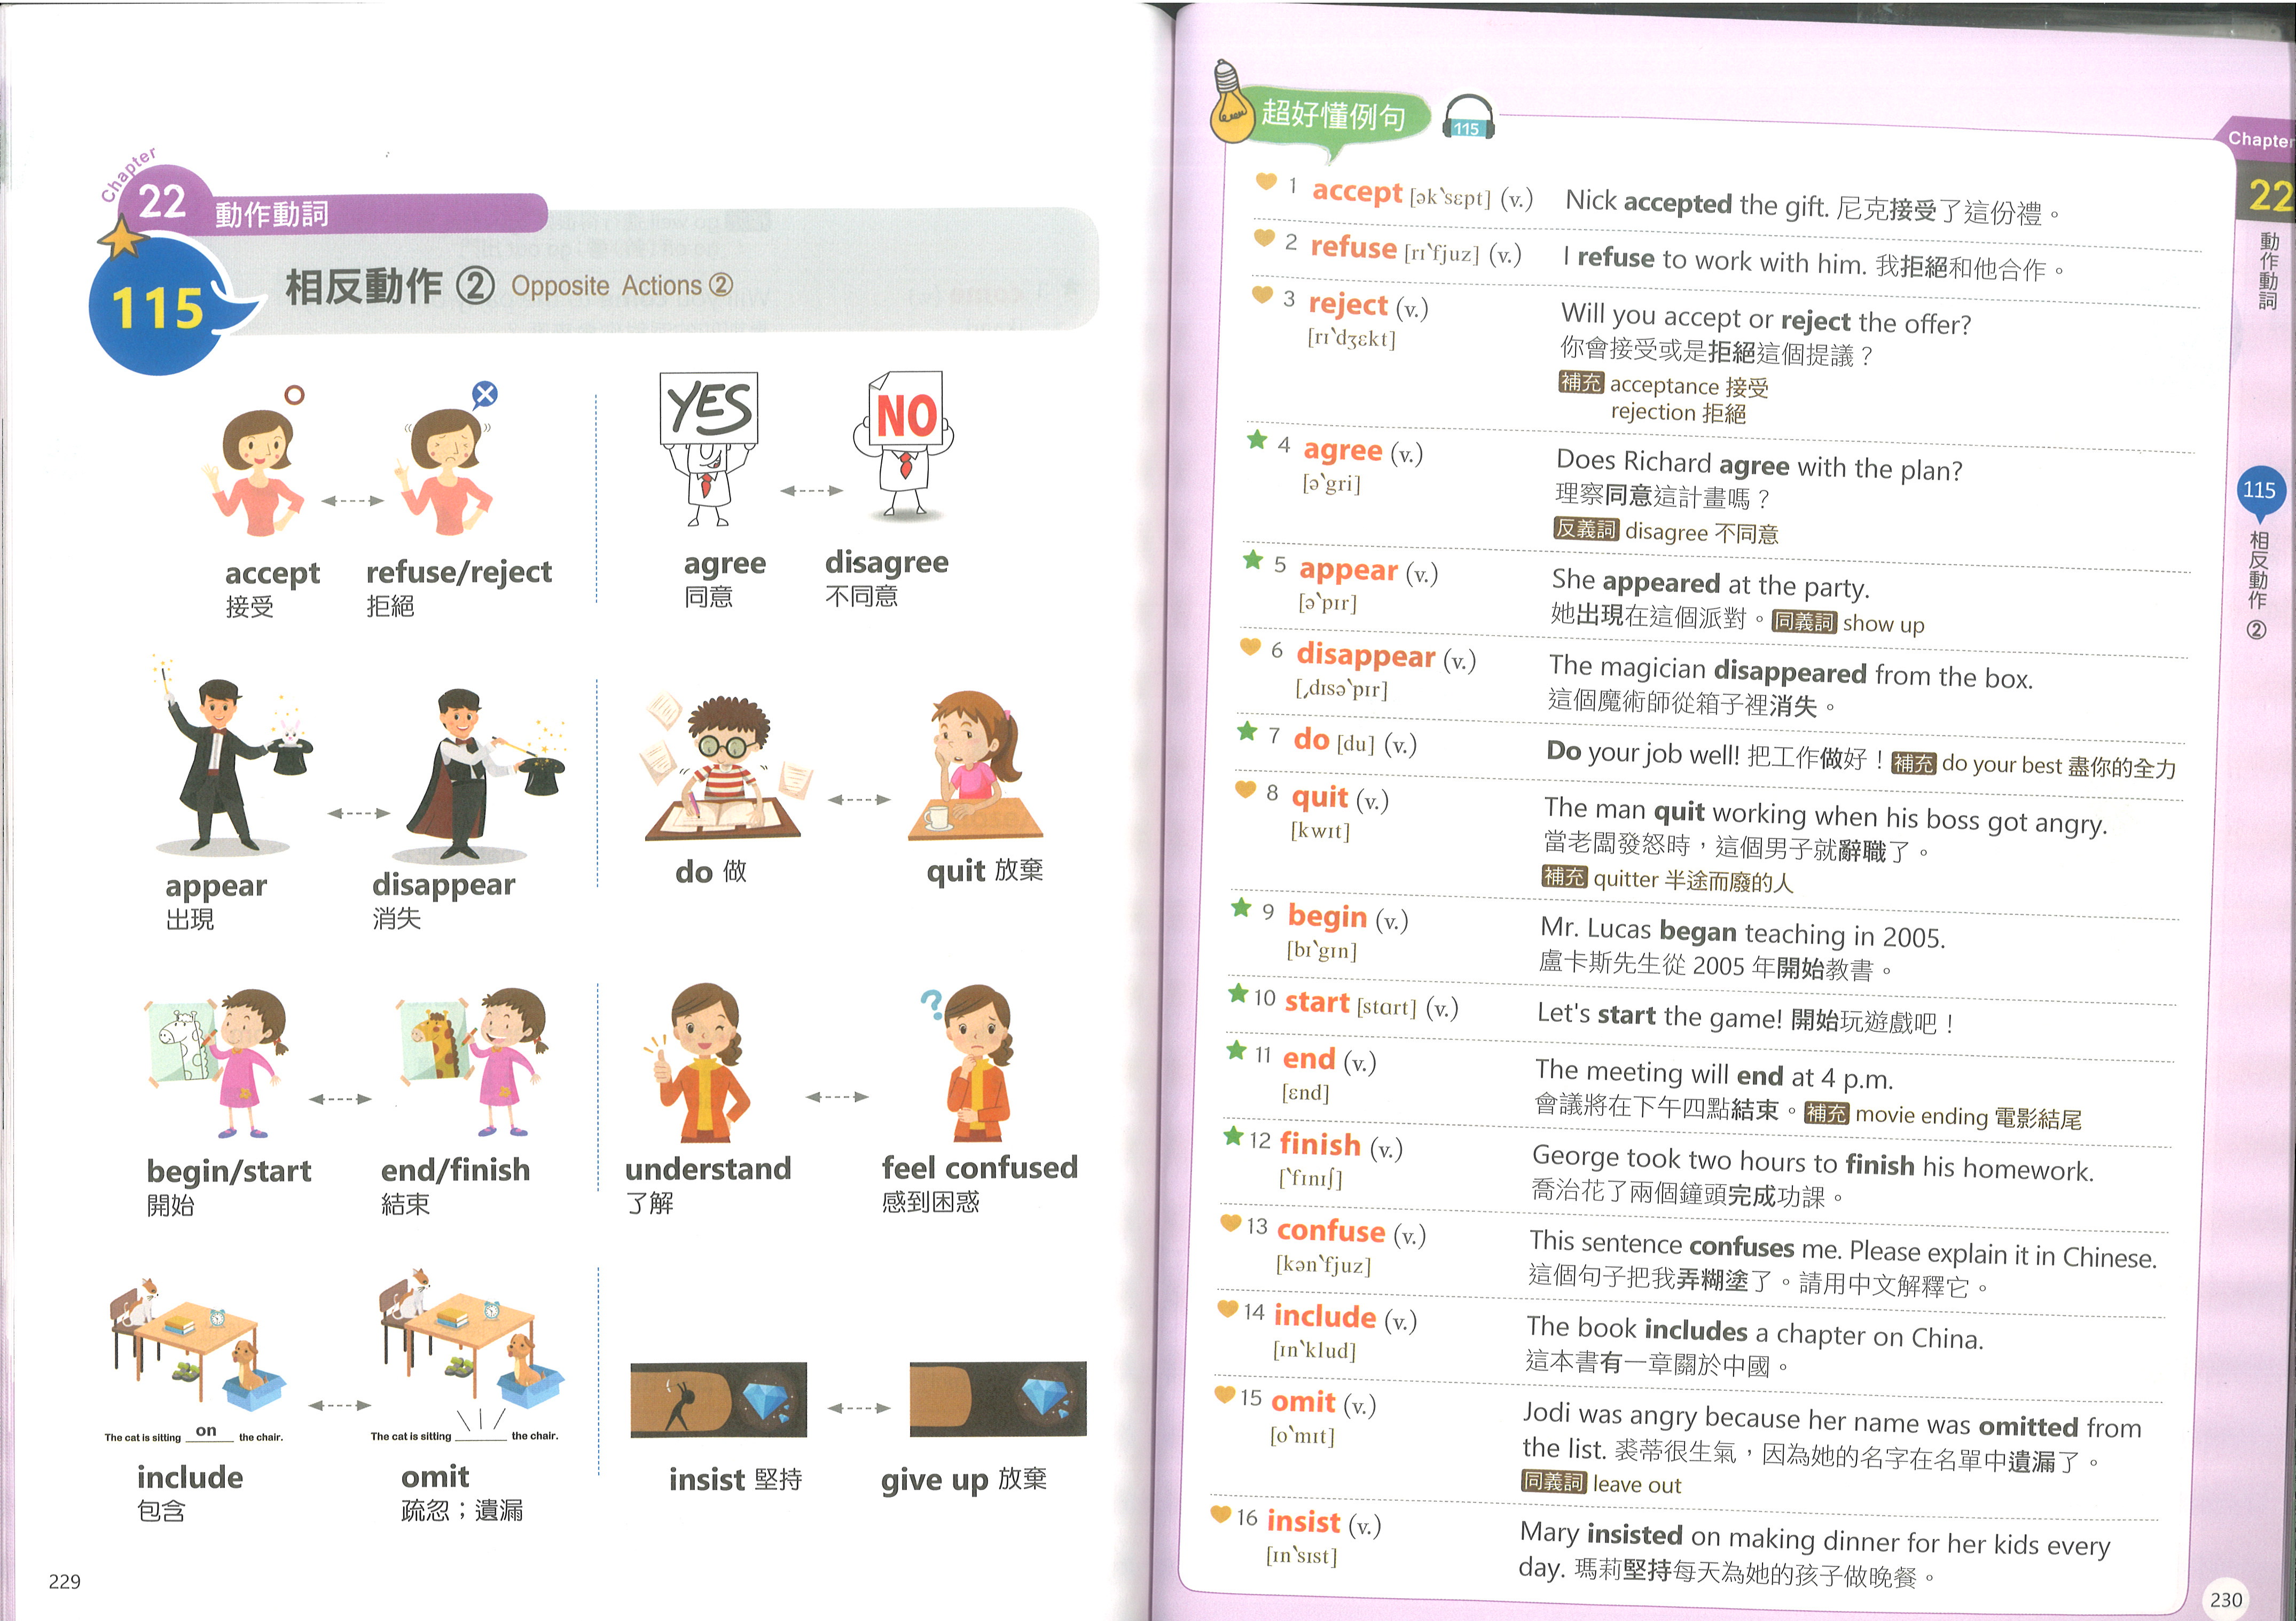 Chapter
22 動作動詞
115 相反動作 ② Opposite Actions ②
accept
接受
refuse/reject
拒絕
YES
NO
agree
同意
disagree
不同意
appear
出現
disappear
消失
do 做
quit 放棄
begin/start
開始
end/finish
結束
?
understand
了解
feel confused
感到困惑
The cat is sitting on the chair.
The cat is sitting ______ the chair.
include
包含
omit
疏忽；遺漏
insist 堅持
give up 放棄
229
超好懂例句 115
1 accept [əkˋsɛpt] (v.) Nick accepted the gift. 尼克接受了這份禮。
2 refuse [rɪˋfjuz] (v.) I refuse to work with him. 我拒絕和他合作。
3 reject (v.) Will you accept or reject the offer?
[rɪˋdʒɛkt] 你會接受或是拒絕這個提議？
補充 acceptance 接受
rejection 拒絕
4 agree (v.) Does Richard agree with the plan?
[əˋgri] 理察同意這計畫嗎？
反義詞 disagree 不同意
5 appear (v.) She appeared at the party.
[əˋpɪr] 她出現在這個派對。同義詞 show up
6 disappear (v.) The magician disappeared from the box.
[ˏdɪsəˋpɪr] 這個魔術師從箱子裡消失。
7 do [du] (v.) Do your job well! 把工作做好！補充 do your best 盡你的全力
8 quit (v.) The man quit working when his boss got angry.
[kwɪt] 當老闆發怒時，這個男子就辭職了。
補充 quitter 半途而廢的人
9 begin (v.) Mr. Lucas began teaching in 2005.
[bɪˋgɪn] 盧卡斯先生從 2005 年開始教書。
10 start [stɑrt] (v.) Let's start the game! 開始玩遊戲吧！
11 end (v.) The meeting will end at 4 p.m.
[ɛnd] 會議將在下午四點結束。補充 movie ending 電影結尾
12 finish (v.) George took two hours to finish his homework.
[ˋfɪnɪʃ] 喬治花了兩個鐘頭完成功課。
13 confuse (v.) This sentence confuses me. Please explain it in Chinese.
[kənˋfjuz] 這個句子把我弄糊塗了。請用中文解釋它。
14 include (v.) The book includes a chapter on China.
[ɪnˋklud] 這本書有一章關於中國。
15 omit (v.) Jodi was angry because her name was omitted from
[oˋmɪt] the list. 裘蒂很生氣，因為她的名字在名單中遺漏了。
同義詞 leave out
16 insist (v.) Mary insisted on making dinner for her kids every
[ɪnˋsɪst] day. 瑪莉堅持每天為她的孩子做晚餐。
Chapter
22
動作動詞
115
相反動作 ②
230